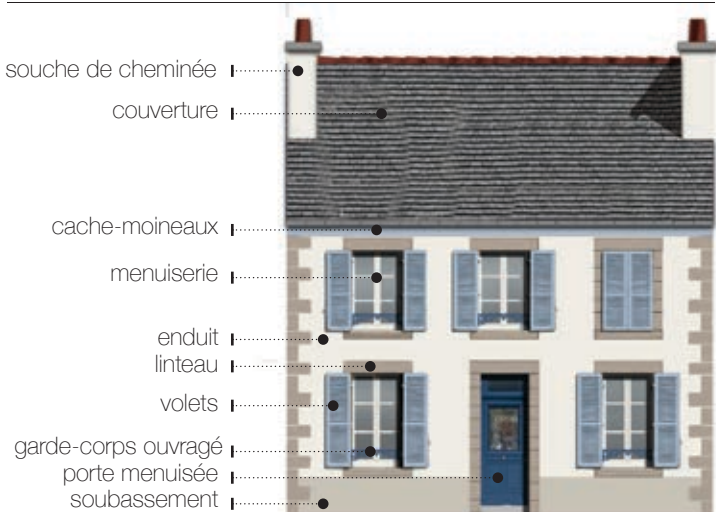 souche de cheminée
couverture
cache-moineaux
menuiserie
enduit
linteau
volets
garde-corps ouvragé
porte menuisée
soubassement